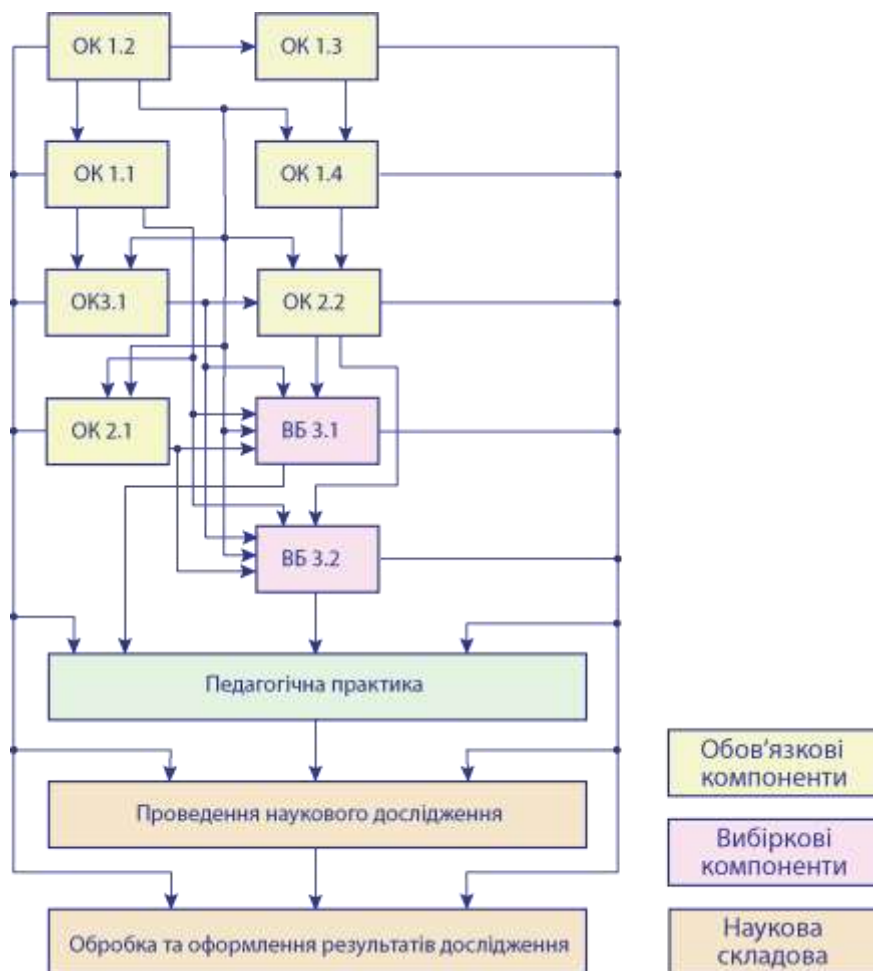 ОК 1.2
ОК 1.3
ОК 1.1
ОК 1.4
ОК3.1
ОК 2.2
ОК 2.1
ВБ 3.1
ВБ 3.2
Педагогічна практика
Проведення наукового дослідження
Обробка та оформлення результатів дослідження
Обов'язкові
компоненти
Вибіркові
компоненти
Наукова
складова